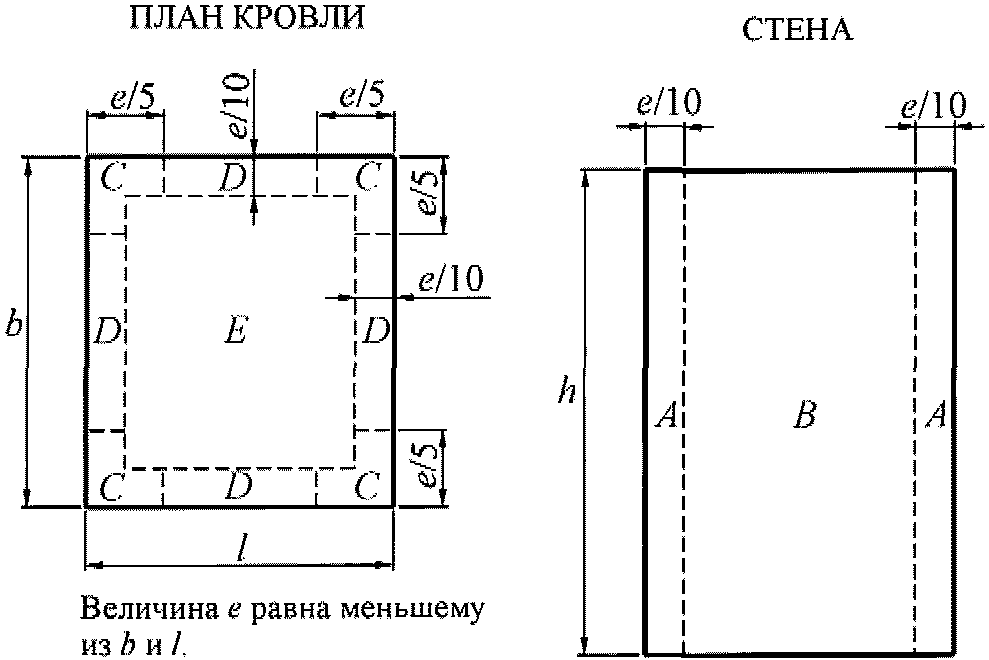 ПЛАН КРОВЛИ
СТЕНА
e/5
e/10
e/5
e/10
e/10
C
D
C
e/5
e/10
b
D
E
D
h
A
B
A
C
D
C
e/5
l
Величина e равна меньшему
из b и l.